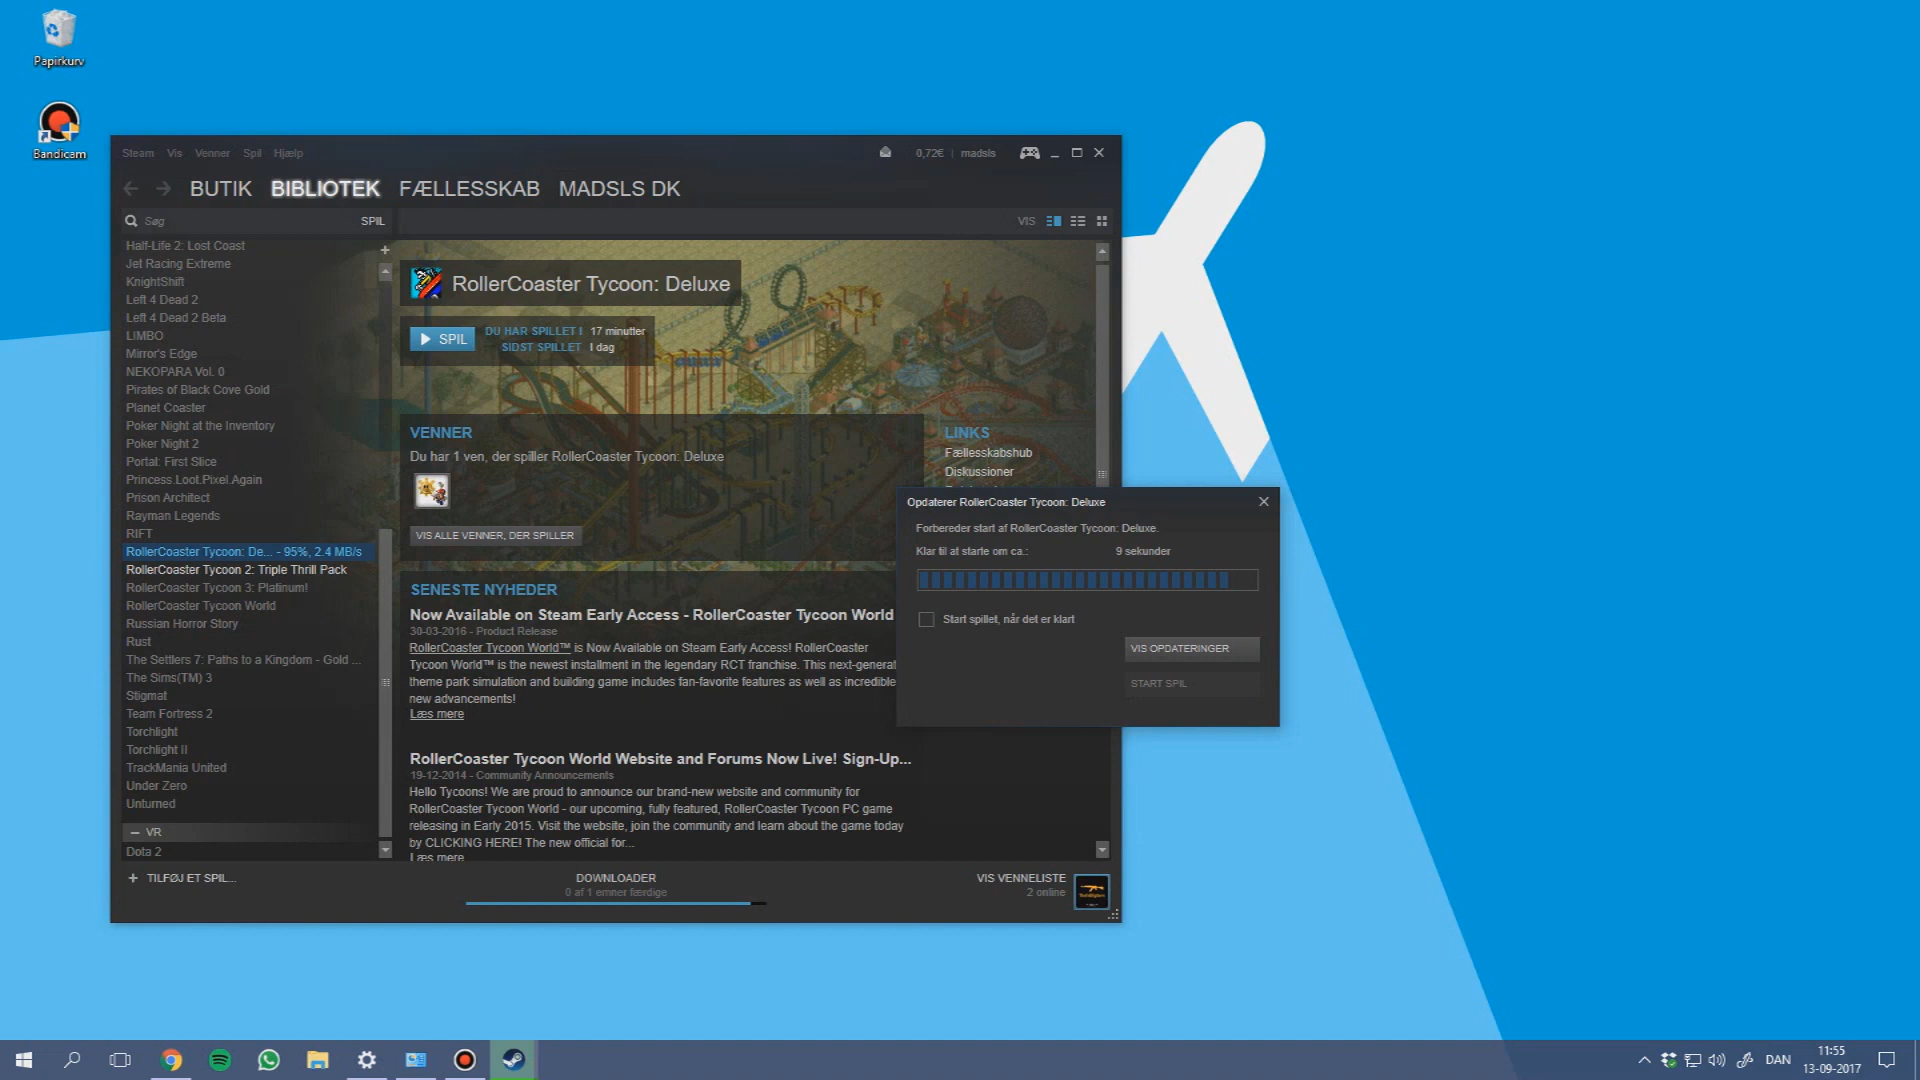 Papirkurv
Bandicam
Steam Vis Venner Spil Hjælp
0,72€ | madsls
BUTIK BIBLIOTEK FÆLLESSKAB MADSLS DK
Søg
SPIL
VIS
Half-Life 2: Lost Coast
Jet Racing Extreme
KnightShift
Left 4 Dead 2
Left 4 Dead 2 Beta
LIMBO
Mirror's Edge
NEKOPARA Vol. 0
Pirates of Black Cove Gold
Planet Coaster
Poker Night at the Inventory
Poker Night 2
Portal: First Slice
Princess.Loot.Pixel.Again
Prison Architect
Rayman Legends
RIFT
RollerCoaster Tycoon: De... - 95%, 2.4 MB/s
RollerCoaster Tycoon 2: Triple Thrill Pack
RollerCoaster Tycoon 3: Platinum!
RollerCoaster Tycoon World
Russian Horror Story
Rust
The Settlers 7: Paths to a Kingdom - Gold ...
The Sims(TM) 3
Stigmat
Team Fortress 2
Torchlight
Torchlight II
TrackMania United
Under Zero
Unturned
VR
Dota 2
+ TILFØJ ET SPIL...
RollerCoaster Tycoon: Deluxe
SPIL
DU HAR SPILLET I 17 minutter
SIDST SPILLET I dag
VENNER
Du har 1 ven, der spiller RollerCoaster Tycoon: Deluxe
VIS ALLE VENNER, DER SPILLER
LINKS
Fællesskabshub
Diskussioner
SENESTE NYHEDER
Now Available on Steam Early Access - RollerCoaster Tycoon World
30-03-2016 - Product Release
RollerCoaster Tycoon World™ is Now Available on Steam Early Access! RollerCoaster
Tycoon World™ is the newest installment in the legendary RCT franchise. This next-generat
theme park simulation and building game includes fan-favorite features as well as incredible
new advancements!
Læs mere
RollerCoaster Tycoon World Website and Forums Now Live! Sign-Up...
19-12-2014 - Community Announcements
Hello Tycoons! We are proud to announce our brand-new website and community for
RollerCoaster Tycoon World - our upcoming, fully featured, RollerCoaster Tycoon PC game
releasing in Early 2015. Visit the website, join the community and learn about the game today
by CLICKING HERE! The new official for...
Læs mere
DOWNLOADER
0 af 1 emner færdige
VIS VENNELISTE
2 online
Opdaterer RollerCoaster Tycoon: Deluxe
Forbereder start af RollerCoaster Tycoon: Deluxe.
Klar til at starte om ca.: 9 sekunder
Start spillet, når det er klart
VIS OPDATERINGER
START SPIL
DAN
11:55
13-09-2017